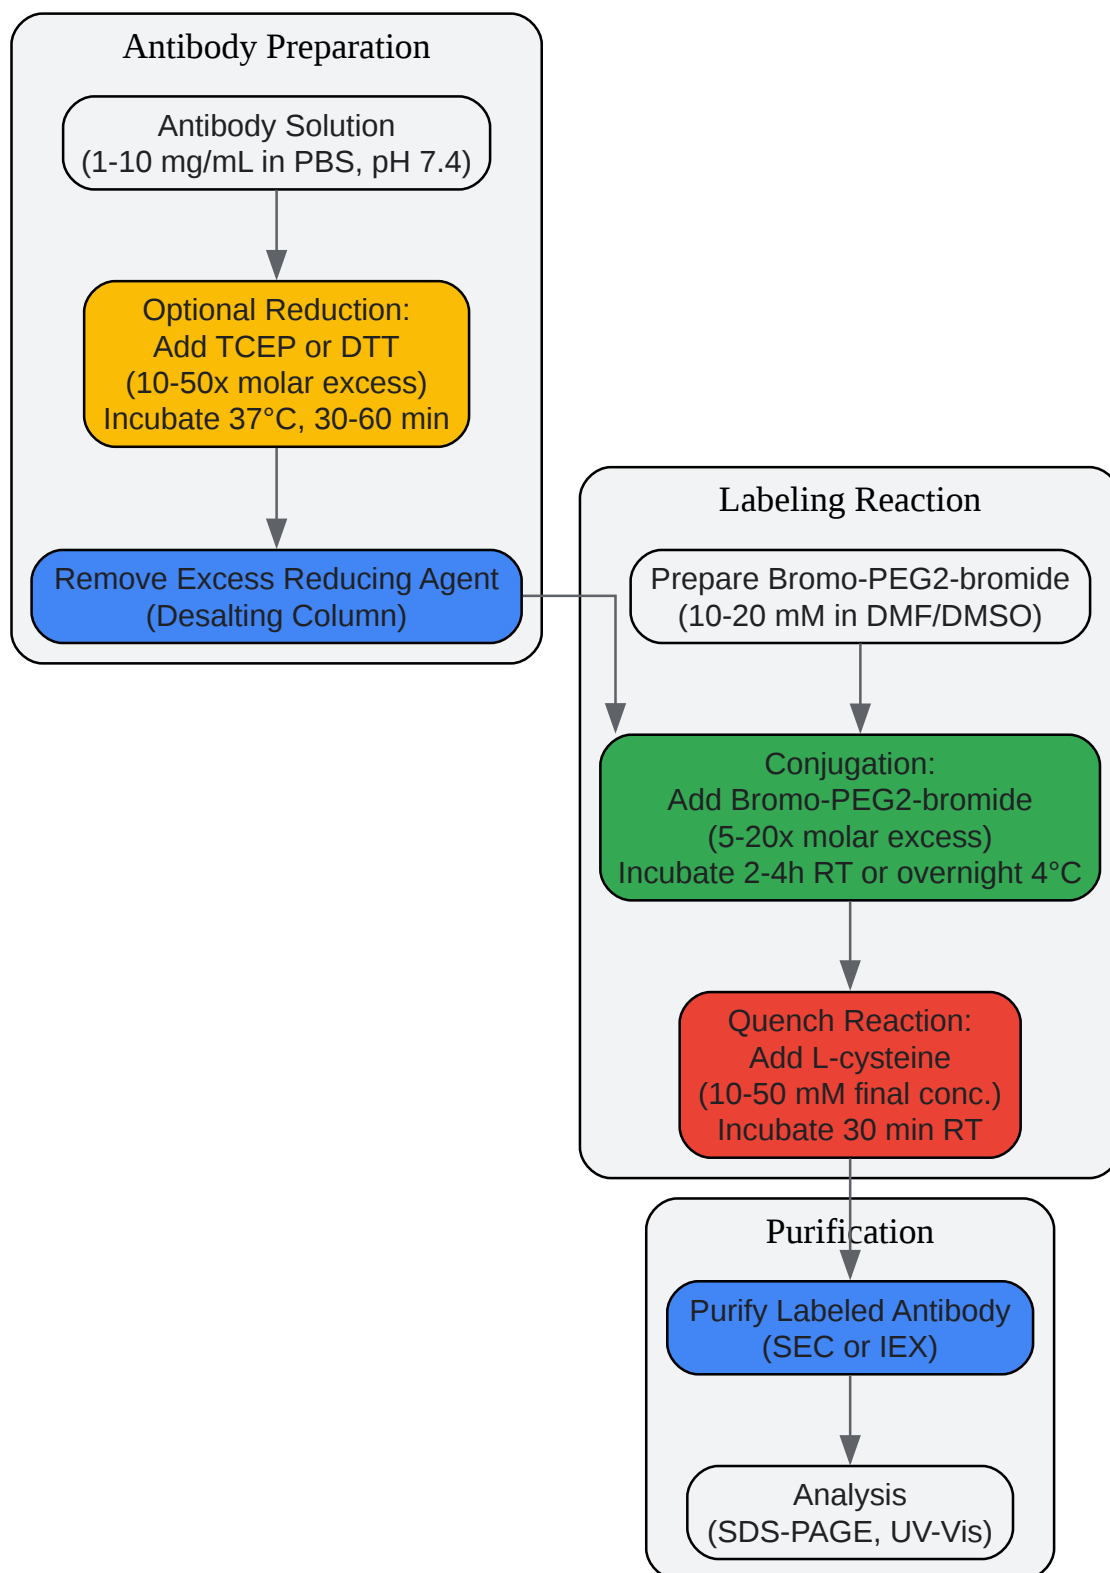 Antibody Preparation
Antibody Solution
(1-10 mg/mL in PBS, pH 7.4)
Optional Reduction:
Add TCEP or DTT
(10-50x molar excess)
Incubate 37°C, 30-60 min
Remove Excess Reducing Agent
(Desalting Column)
Labeling Reaction
Prepare Bromo-PEG2-bromide
(10-20 mM in DMF/DMSO)
Conjugation:
Add Bromo-PEG2-bromide
(5-20x molar excess)
Incubate 2-4h RT or overnight 4°C
Quench Reaction:
Add L-cysteine
(10-50 mM final conc.)
Incubate 30 min RT
Purification
Purify Labeled Antibody
(SEC or IEX)
Analysis
(SDS-PAGE, UV-Vis)